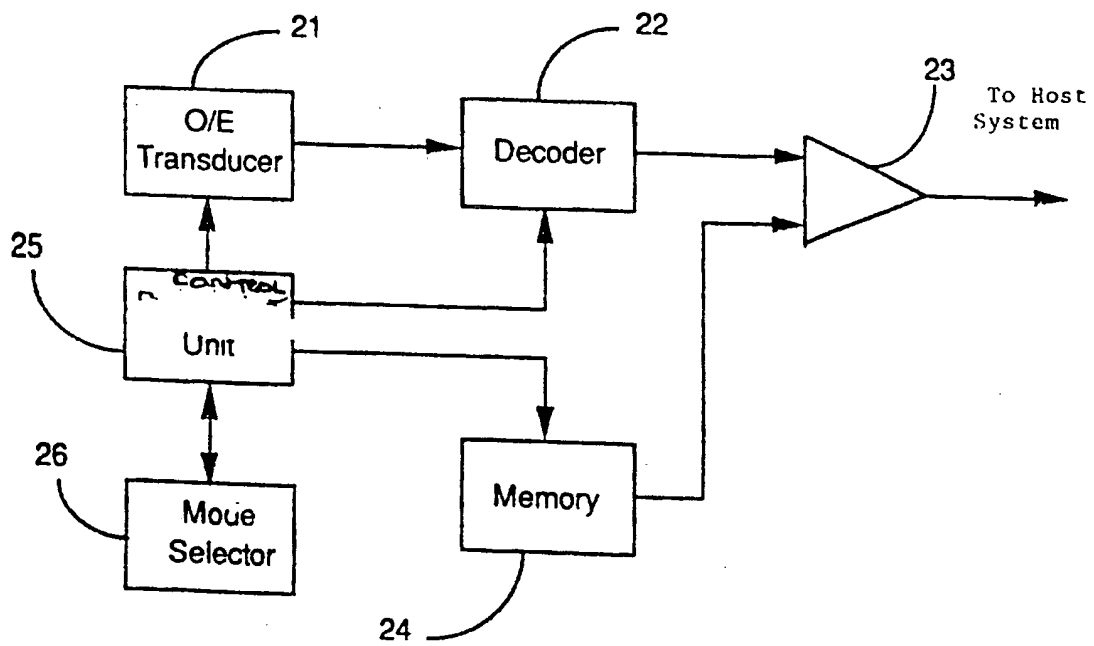 21
22
23
To Host
System
O/E
Transducer
Decoder
25
CONTROL
Unit
26
Mode
Selector
Memory
24